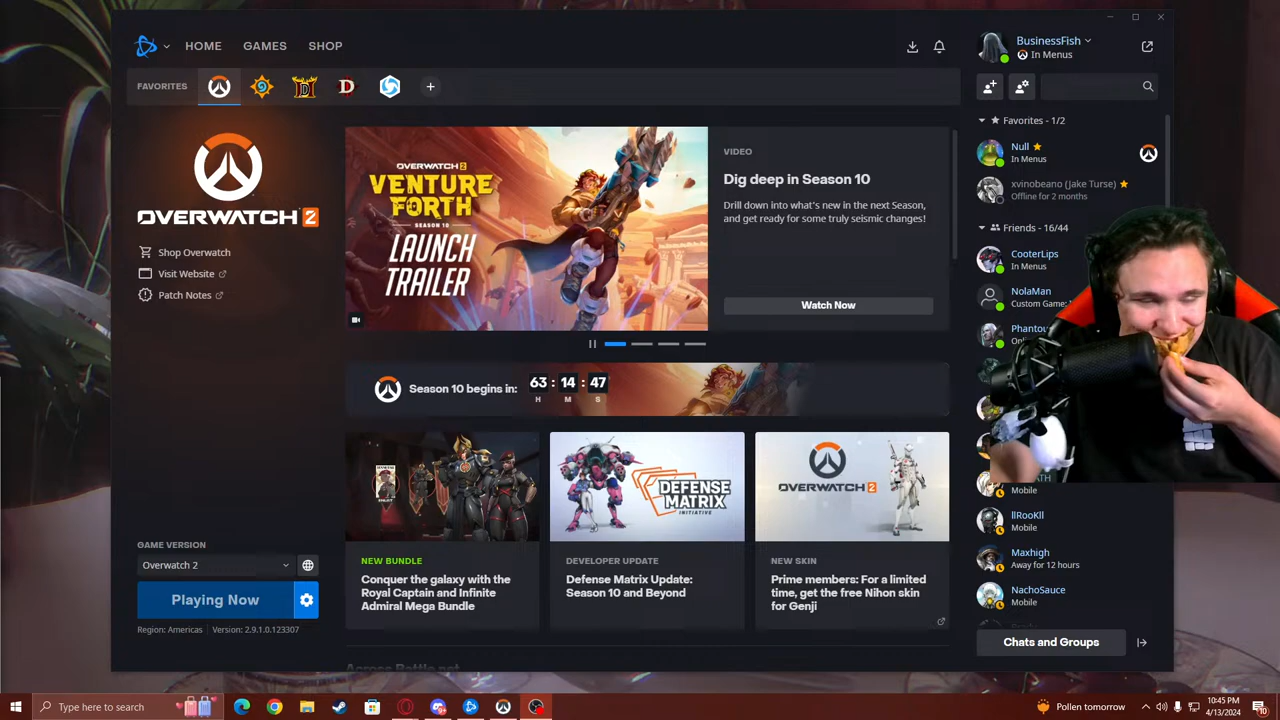 HOME
GAMES
SHOP
BusinessFish
In Menus
FAVORITES
D
D
+
Favorites - 1/2
Null
In Menus
xvinobeano (Jake Turse)
Offline for 2 months
Friends - 16/44
CooterLips
In Menus
NolaMan
Custom Game:
OVERWATCH 2
Shop Overwatch
Visit Website
Patch Notes
OVERWATCH 2
VENTURE
FORTH
SEASON 10
LAUNCH
TRAILER
VIDEO
Dig deep in Season 10
Drill down into what's new in the next Season,
and get ready for some truly seismic changes!
Watch Now
Season 10 begins in:
63 : 14 : 47
H M S
DEFENSE
MATRIX
INITIATIVE
OVERWATCH 2
NEW BUNDLE
Conquer the galaxy with the
Royal Captain and Infinite
Admiral Mega Bundle
DEVELOPER UPDATE
Defense Matrix Update:
Season 10 and Beyond
NEW SKIN
Prime members: For a limited
time, get the free Nihon skin
for Genji
Mobile
llRooKll
Mobile
Maxhigh
Away for 12 hours
NachoSauce
Mobile
GAME VERSION
Overwatch 2
Playing Now
Region: Americas
Version: 2.9.1.0.123307
Across Battle.net
Chats and Groups
Type here to search
Pollen tomorrow
10:45 PM
4/13/2024
10